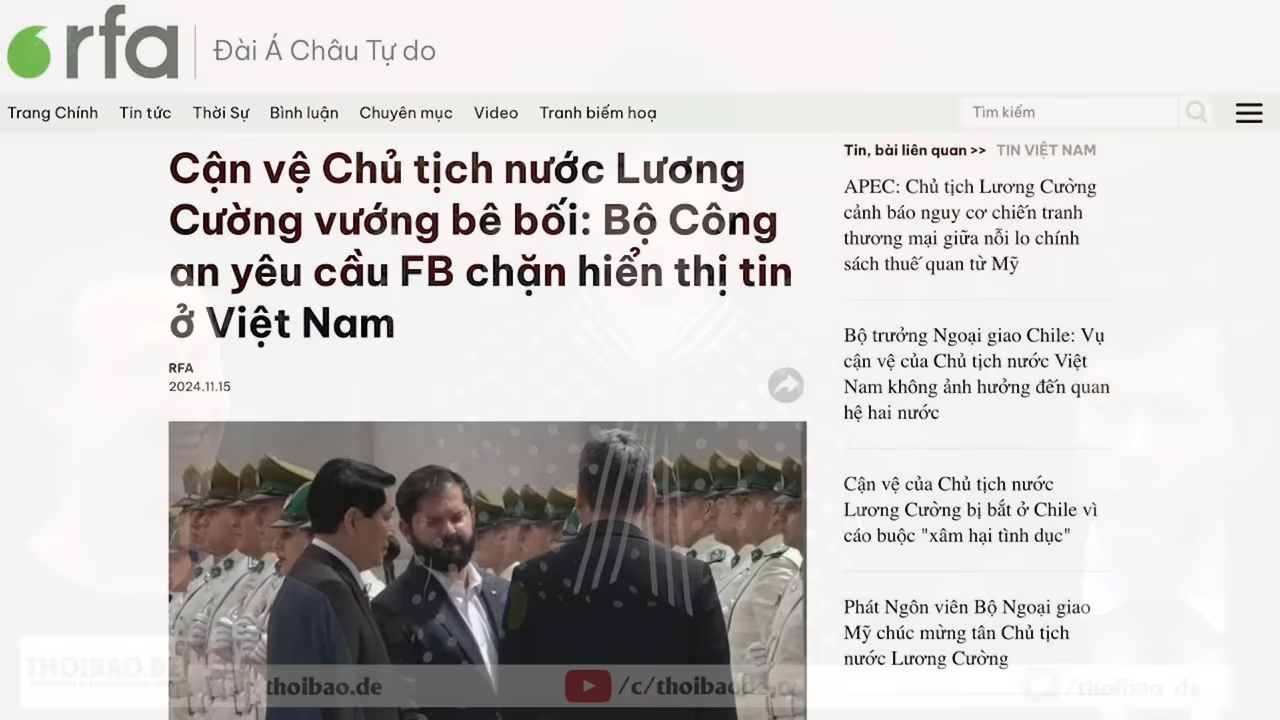 rfa
Đài Á Châu Tự do
Trang Chính Tin tức Thời Sự Bình luận Chuyên mục Video Tranh biếm hoạ
Tìm kiếm
Cận vệ Chủ tịch nước Lương
Cường vướng bê bối: Bộ Công
an yêu cầu FB chặn hiển thị tin
ở Việt Nam
RFA
2024.11.15
Tin, bài liên quan >> TIN VIỆT NAM
APEC: Chủ tịch Lương Cường
cảnh báo nguy cơ chiến tranh
thương mại giữa nỗi lo chính
sách thuế quan từ Mỹ
Bộ trưởng Ngoại giao Chile: Vụ
cận vệ của Chủ tịch nước Việt
Nam không ảnh hưởng đến quan
hệ hai nước
Cận vệ của Chủ tịch nước
Lương Cường bị bắt ở Chile vì
cáo buộc "xâm hại tình dục"
Phát Ngôn viên Bộ Ngoại giao
Mỹ chúc mừng tân Chủ tịch
nước Lương Cường
THOIBAO.DE
thoibao.de